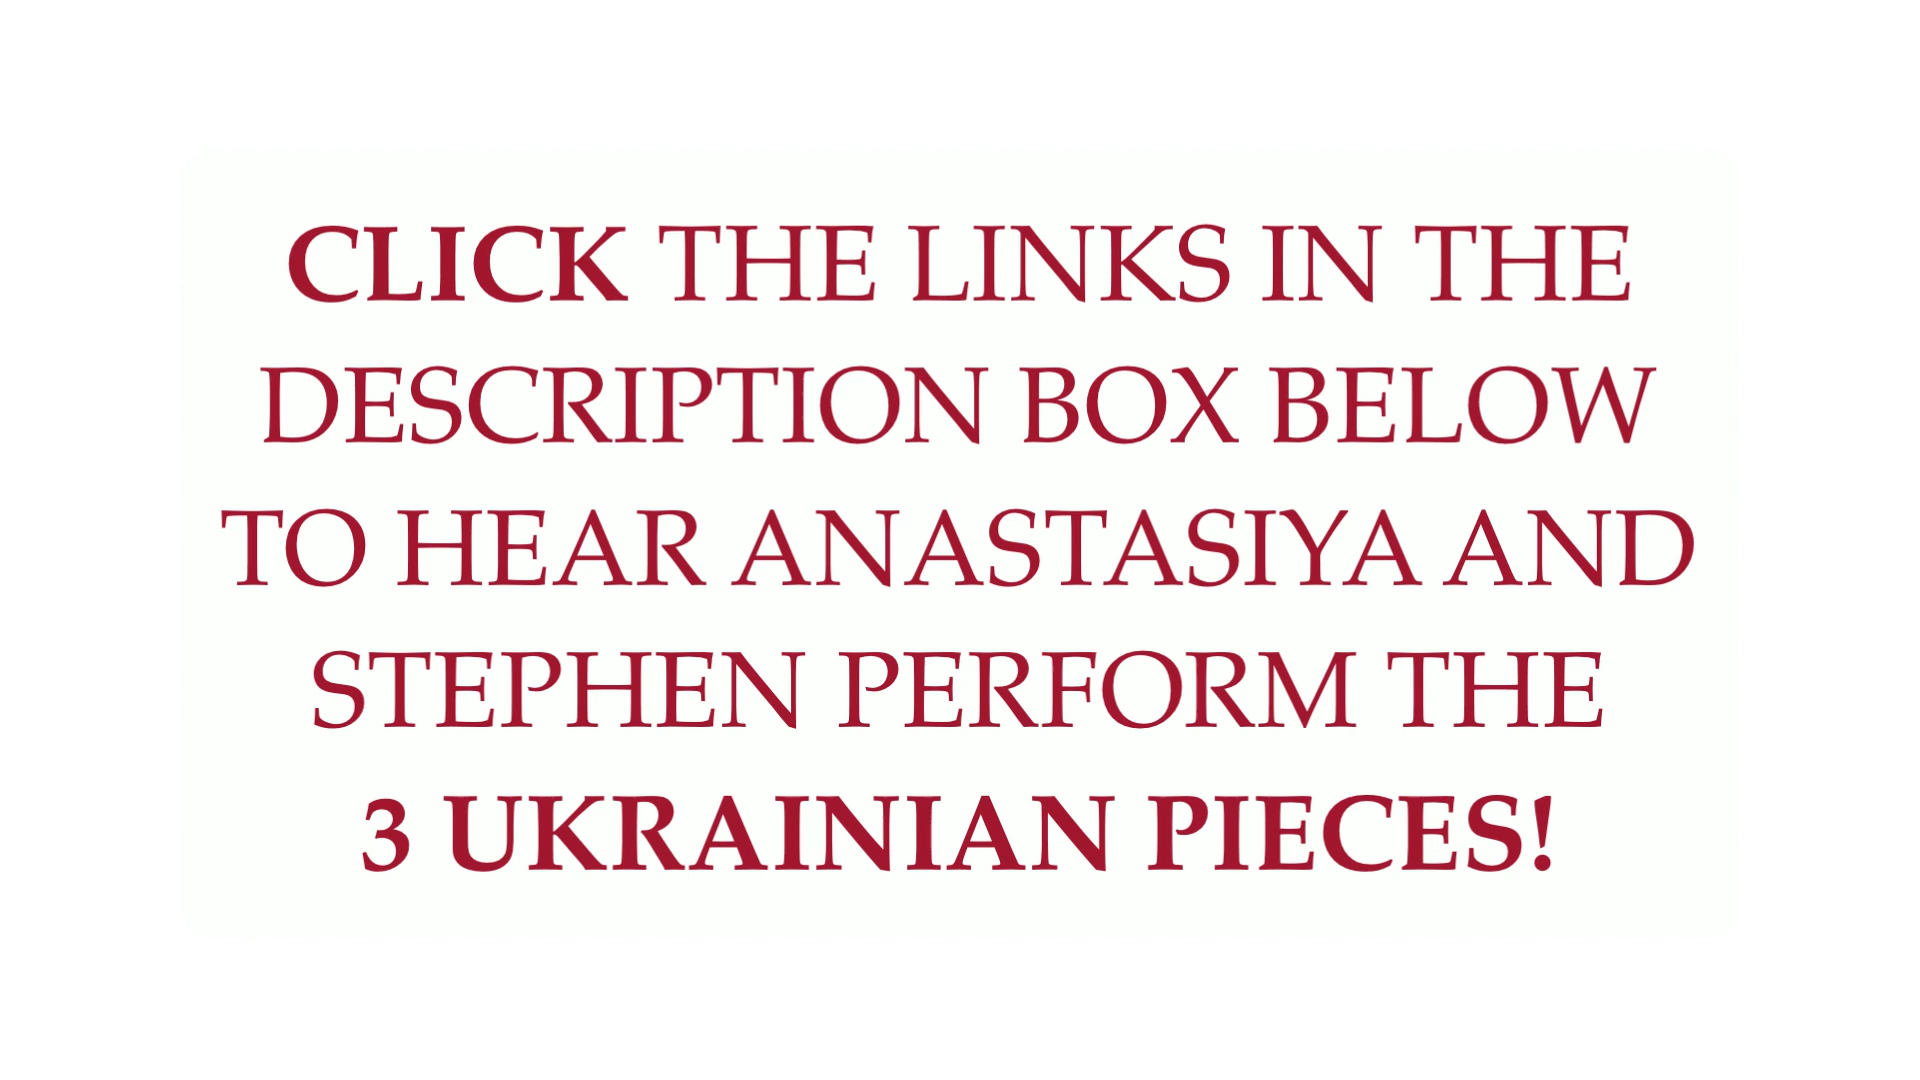 CLICK THE LINKS IN THE
DESCRIPTION BOX BELOW
TO HEAR ANASTASIYA AND
STEPHEN PERFORM THE
3 UKRAINIAN PIECES!